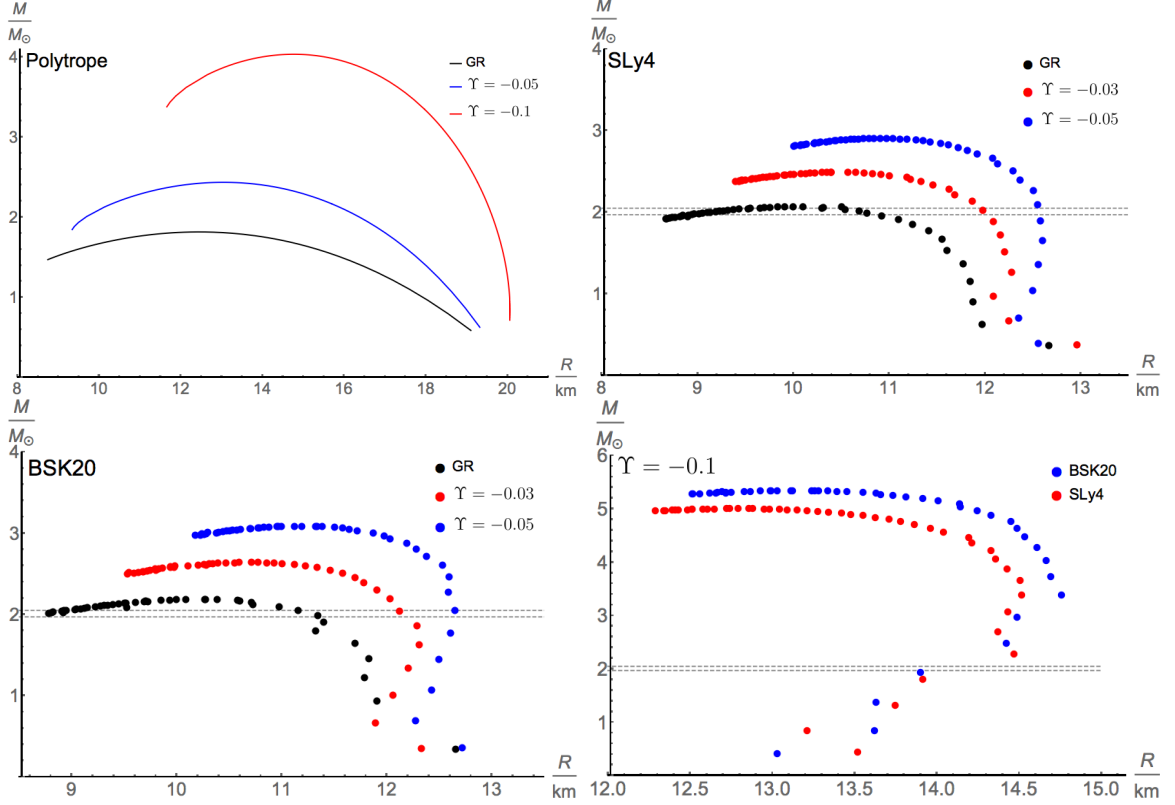 M/M⊙
Polytrope
GR
ϒ = −0.05
ϒ = −0.1
4
3
2
1
8 10 12 14 16 18 20
R/km
M/M⊙
SLy4
GR
ϒ = −0.03
ϒ = −0.05
4
3
2
1
8 9 10 11 12 13
R/km
M/M⊙
BSK20
GR
ϒ = −0.03
ϒ = −0.05
4
3
2
1
9 10 11 12 13
R/km
M/M⊙
ϒ = −0.1
BSK20
SLy4
6
5
4
3
2
1
0
12.0 12.5 13.0 13.5 14.0 14.5 15.0
R/km